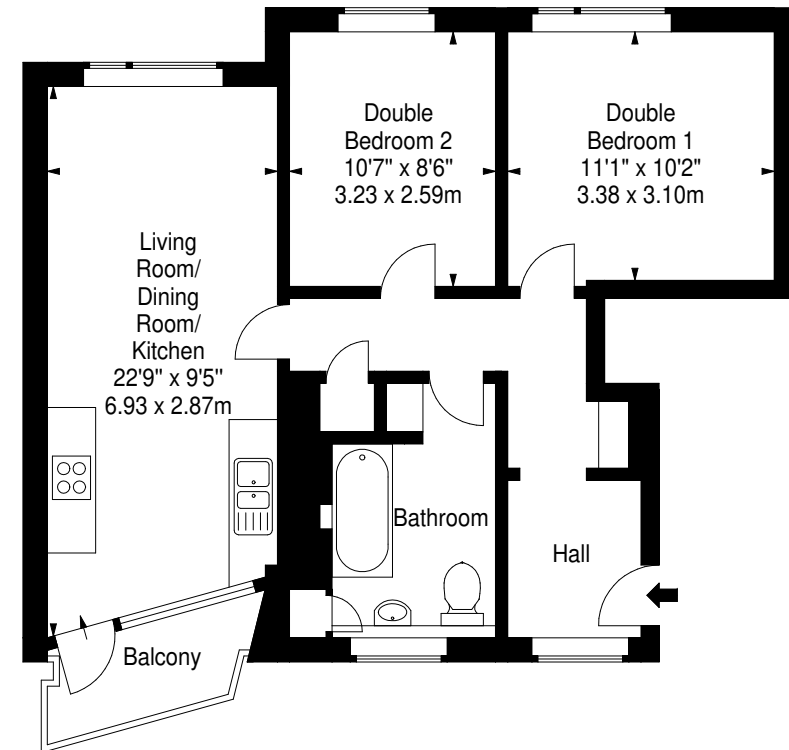 Double
Bedroom 2
10'7" x 8'6"
3.23 x 2.59m
Double
Bedroom 1
11'1" x 10'2"
3.38 x 3.10m
Living
Room/
Dining
Room/
Kitchen
22'9" x 9'5"
6.93 x 2.87m
Bathroom
Hall
Balcony